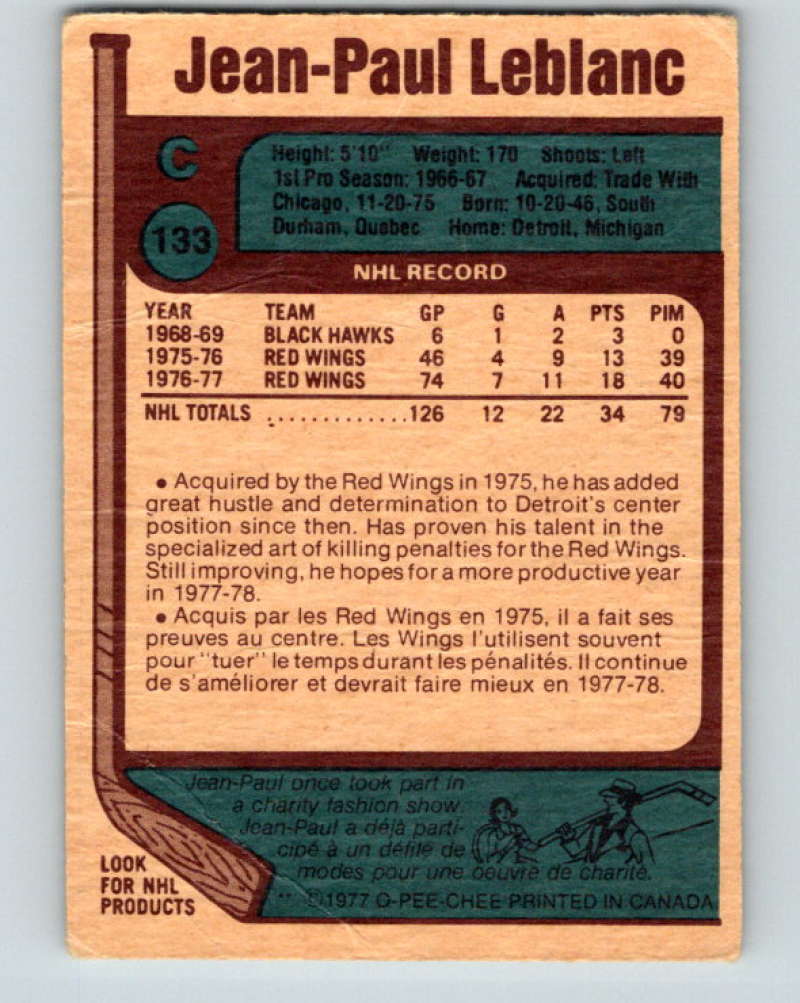 Jean-Paul Leblanc
C
133
Height: 5'10" Weight: 170 Shoots: Left
1st Pro Season: 1966-67 Acquired: Trade With
Chicago, 11-20-75 Born: 10-20-46, South
Durham, Quebec Home: Detroit, Michigan
NHL RECORD
YEAR TEAM GP G A PTS PIM
1968-69 BLACK HAWKS 6 1 2 3 0
1975-76 RED WINGS 46 4 9 13 39
1976-77 RED WINGS 74 7 11 18 40
NHL TOTALS .............126 12 22 34 79
• Acquired by the Red Wings in 1975, he has added
great hustle and determination to Detroit's center
position since then. Has proven his talent in the
specialized art of killing penalties for the Red Wings.
Still improving, he hopes for a more productive year
in 1977-78.
• Acquis par les Red Wings en 1975, il a fait ses
preuves au centre. Les Wings l'utilisent souvent
pour "tuer" le temps durant les pénalités. Il continue
de s'améliorer et devrait faire mieux en 1977-78.
Jean-Paul once took part in
a charity fashion show.
Jean-Paul a déjà parti-
cipé à un défilé de
modes pour une oeuvre de charité.
LOOK
FOR NHL
PRODUCTS
** ©1977 O-PEE-CHEE PRINTED IN CANADA